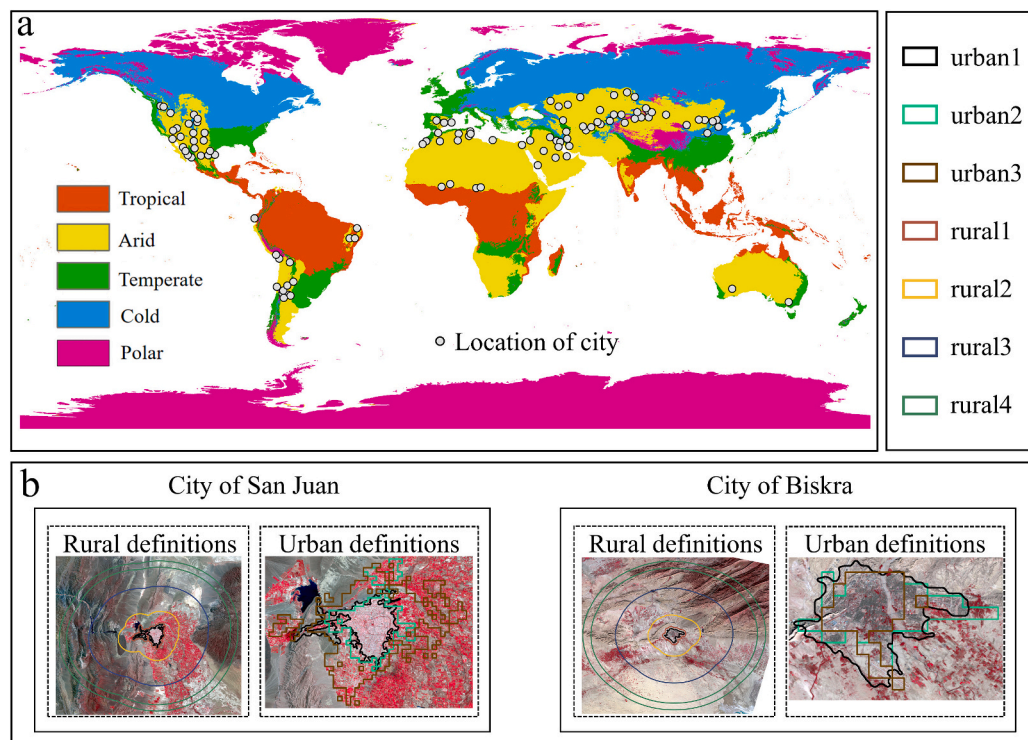 a
Tropical
Arid
Temperate
Cold
Polar
Location of city
urban1
urban2
urban3
rural1
rural2
rural3
rural4
b
City of San Juan
Rural definitions
Urban definitions
City of Biskra
Rural definitions
Urban definitions